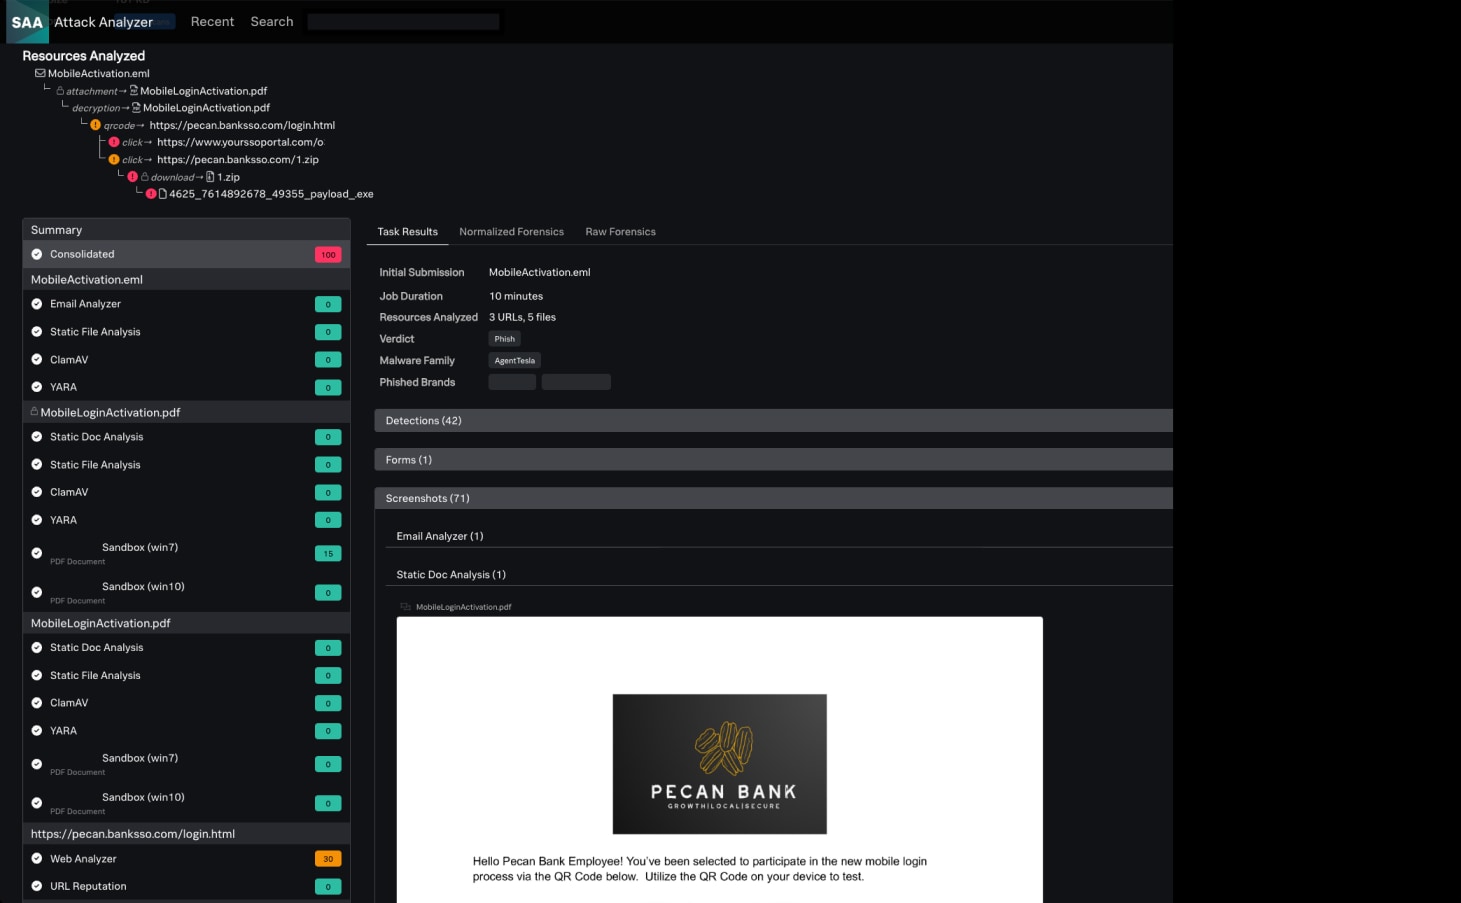 SAA Attack Analyzer Recent Search
Resources Analyzed
MobileActivation.eml
attachment→ MobileLoginActivation.pdf
decryption→ MobileLoginActivation.pdf
qrcode→ https://pecan.banksso.com/login.html
click→ https://www.yourssoportal.com/o
click→ https://pecan.banksso.com/1.zip
download→ 1.zip
4625_7614892678_49355_payload_.exe
Summary
Consolidated 100
MobileActivation.eml
Email Analyzer 0
Static File Analysis 0
ClamAV 0
YARA 0
MobileLoginActivation.pdf
Static Doc Analysis 0
Static File Analysis 0
ClamAV 0
YARA 0
Sandbox (win7) 15
PDF Document
Sandbox (win10) 0
PDF Document
MobileLoginActivation.pdf
Static Doc Analysis 0
Static File Analysis 0
ClamAV 0
YARA 0
Sandbox (win7) 0
PDF Document
Sandbox (win10) 0
PDF Document
https://pecan.banksso.com/login.html
Web Analyzer 30
URL Reputation 0
Task Results Normalized Forensics Raw Forensics
Initial Submission MobileActivation.eml
Job Duration 10 minutes
Resources Analyzed 3 URLs, 5 files
Verdict Phish
Malware Family AgentTesla
Phished Brands
Detections (42)
Forms (1)
Screenshots (71)
Email Analyzer (1)
Static Doc Analysis (1)
MobileLoginActivation.pdf
PECAN BANK
GROWTH|LOCAL|SECURE
Hello Pecan Bank Employee! You've been selected to participate in the new mobile login
process via the QR Code below. Utilize the QR Code on your device to test.